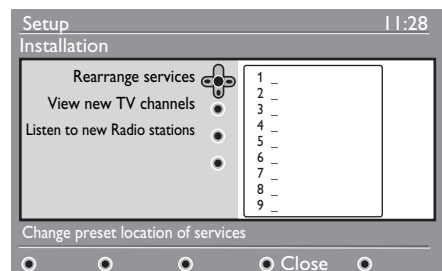 Setup 11:28
Installation
Rearrange services
View new TV channels
Listen to new Radio stations
1 _
2 _
3 _
4 _
5 _
6 _
7 _
8 _
9 _
Change preset location of services
Close